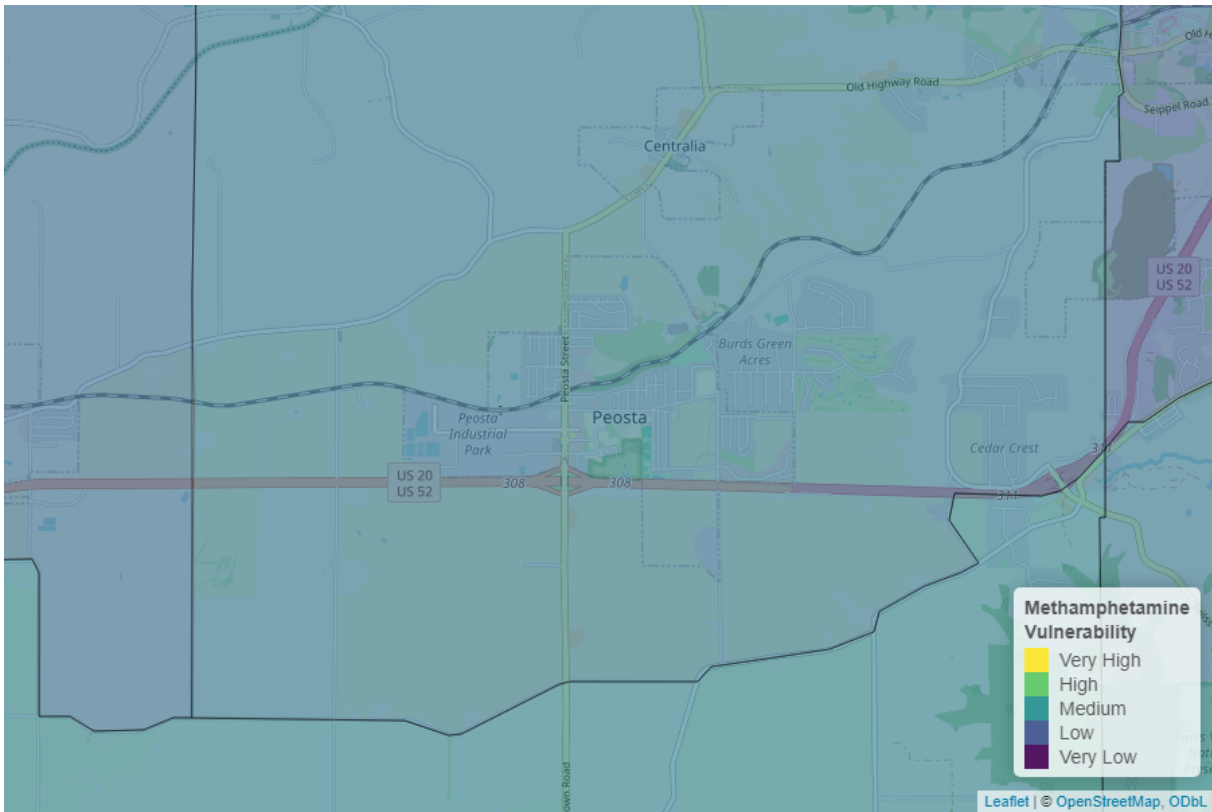 Old H
Old Highway Road
Seippel Road
Centralia
US 20
US 52
Peosta Street
Burds Green
Acres
Peosta
Peosta
Industrial
Park
Cedar Crest
311
US 20
US 52
308
308
311
Methamphetamine
Vulnerability
Very High
High
Medium
Low
Very Low
own Road
Leaflet | © OpenStreetMap, ODbL